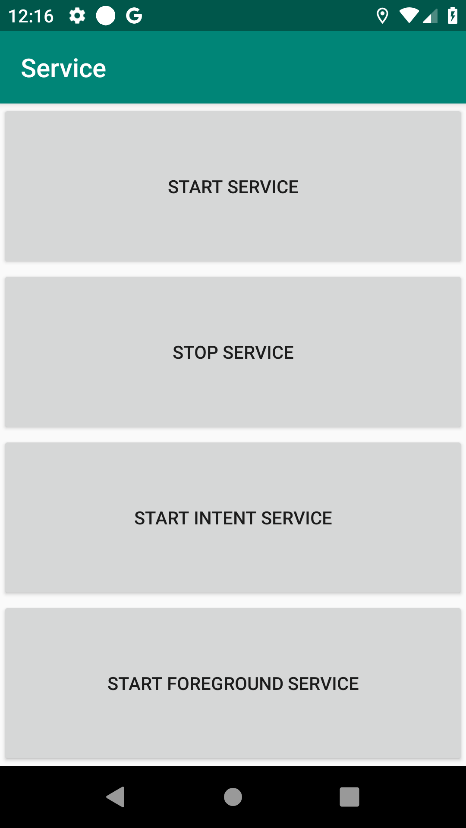 12:16
Service
START SERVICE
STOP SERVICE
START INTENT SERVICE
START FOREGROUND SERVICE